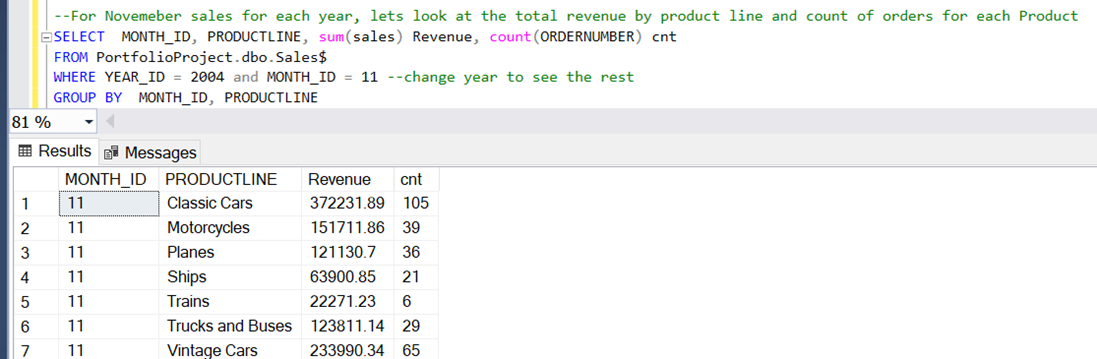 --For Novemeber sales for each year, lets look at the total revenue by product line and count of orders for each Product
SELECT MONTH_ID, PRODUCTLINE, sum(sales) Revenue, count(ORDERNUMBER) cnt
FROM PortfolioProject.dbo.Sales$
WHERE YEAR_ID = 2004 and MONTH_ID = 11 --change year to see the rest
GROUP BY MONTH_ID, PRODUCTLINE
81 %
Results Messages
MONTH_ID PRODUCTLINE Revenue cnt
1 11 Classic Cars 372231.89 105
2 11 Motorcycles 151711.86 39
3 11 Planes 121130.7 36
4 11 Ships 63900.85 21
5 11 Trains 22271.23 6
6 11 Trucks and Buses 123811.14 29
7 11 Vintage Cars 233990.34 65